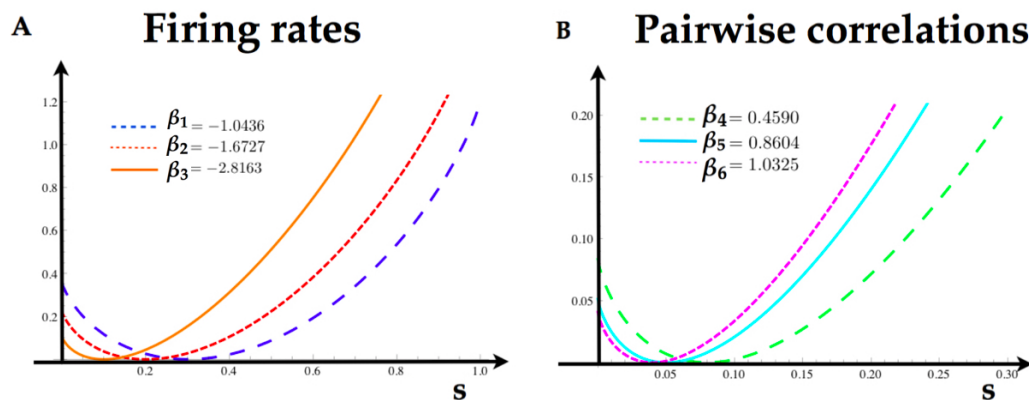 A Firing rates
1.2
1.0
0.8
0.6
0.4
0.2
β1 = −1.0436
β2 = −1.6727
β3 = −2.8163
0.2 0.4 0.6 0.8 1.0
s
B Pairwise correlations
0.20
0.15
0.10
0.05
β4 = 0.4590
β5 = 0.8604
β6 = 1.0325
0.05 0.10 0.15 0.20 0.25 0.30
s